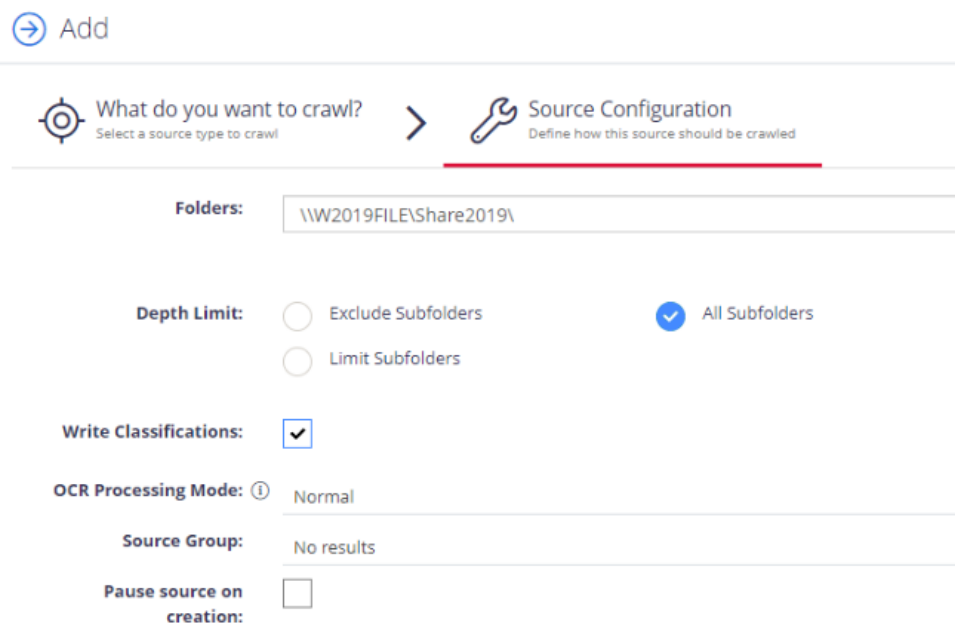 Add
What do you want to crawl?
Select a source type to crawl
Source Configuration
Define how this source should be crawled
Folders:
\\W2019FILE\Share2019\
Depth Limit:
Exclude Subfolders
All Subfolders
Limit Subfolders
Write Classifications:
OCR Processing Mode:
Normal
Source Group:
No results
Pause source on
creation: